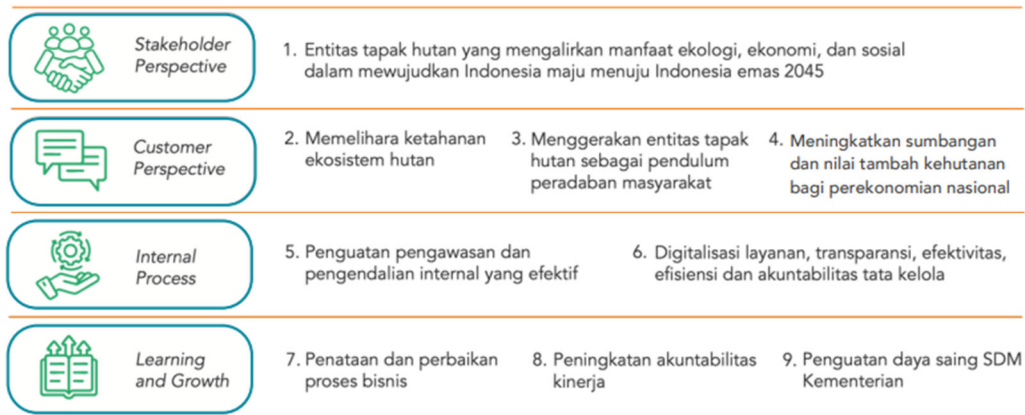 Stakeholder
Perspective
1. Entitas tapak hutan yang mengalirkan manfaat ekologi, ekonomi, dan sosial
dalam mewujudkan Indonesia maju menuju Indonesia emas 2045
Customer
Perspective
2. Memelihara ketahanan
ekosistem hutan
3. Menggerakan entitas tapak
hutan sebagai pendulum
peradaban masyarakat
4. Meningkatkan sumbangan
dan nilai tambah kehutanan
bagi perekonomian nasional
Internal
Process
5. Penguatan pengawasan dan
pengendalian internal yang efektif
6. Digitalisasi layanan, transparansi, efektivitas,
efisiensi dan akuntabilitas tata kelola
Learning
and Growth
7. Penataan dan perbaikan
proses bisnis
8. Peningkatan akuntabilitas
kinerja
9. Penguatan daya saing SDM
Kementerian